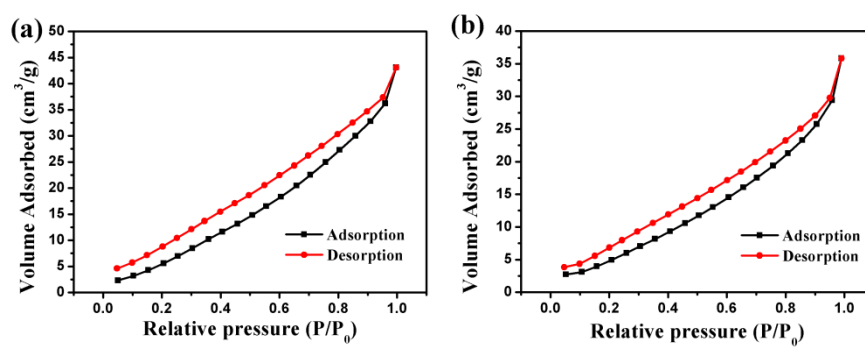 (a)
50
45
40
35
30
25
20
15
10
5
0
Volume Adsorbed (cm³/g)
Adsorption
Desorption
0.0 0.2 0.4 0.6 0.8 1.0
Relative pressure (P/P₀)
(b)
40
35
30
25
20
15
10
5
0
Volume Adsorbed (cm³/g)
Adsorption
Desorption
0.0 0.2 0.4 0.6 0.8 1.0
Relative pressure (P/P₀)